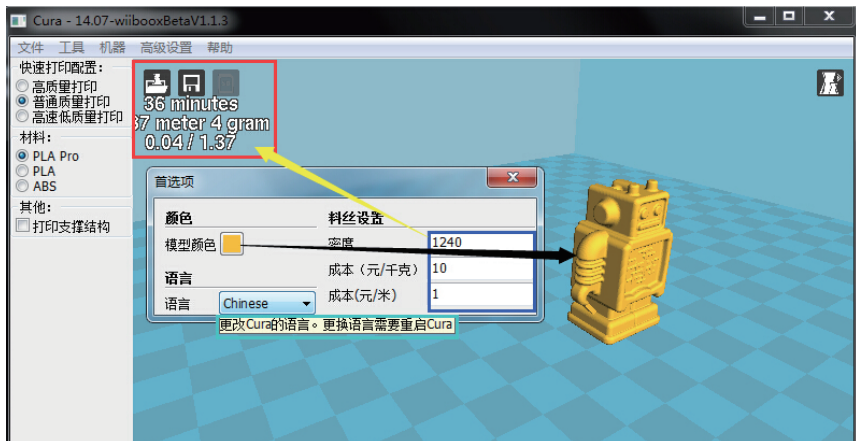 Cura - 14.07-wiibooxBetaV1.1.3
文件 工具 机器 高级设置 帮助
快速打印配置:
高质量打印
普通质量打印
高速低质量打印
材料:
PLA Pro
PLA
ABS
其他:
打印支撑结构
36 minutes
37 meter 4 gram
0.04 / 1.37
首选项
颜色
模型颜色
语言
语言 Chinese
料丝设置
密度 1240
成本（元/千克） 10
成本(元/米) 1
更改Cura的语言。更换语言需要重启Cura